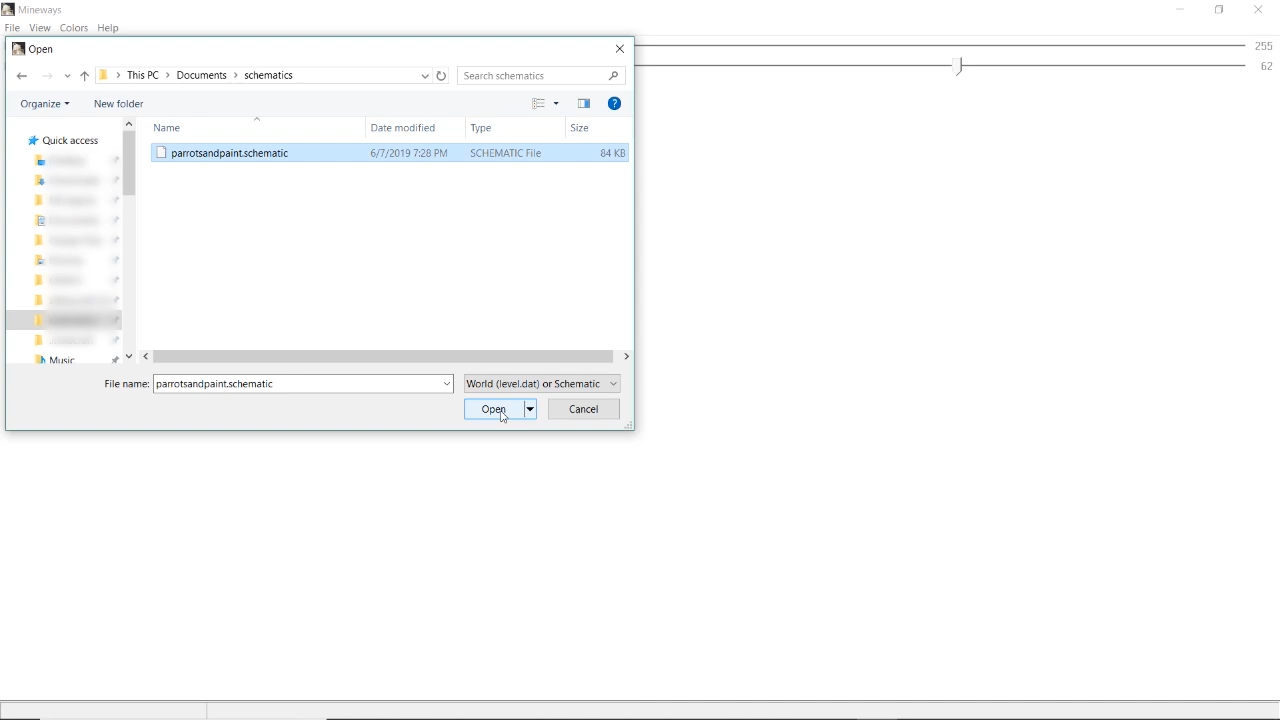 Mineways
File View Colors Help
Open
255
62
This PC > Documents > schematics
Search schematics
Organize
New folder
Name
Date modified
Type
Size
Quick access
parrotsandpaint.schematic
6/7/2019 7:28 PM
SCHEMATIC File
84 KB
Music
File name:
parrotsandpaint.schematic
World (level.dat) or Schematic
Open
Cancel